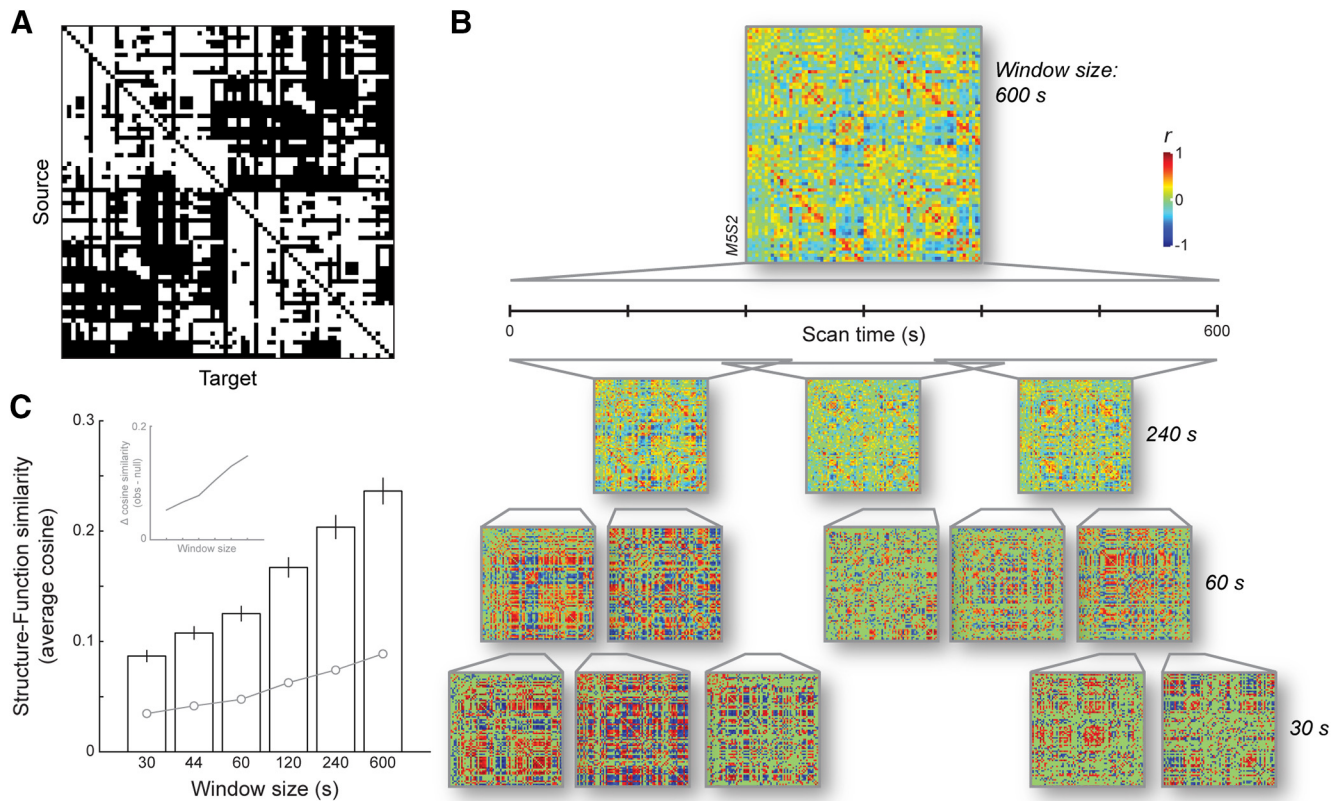 A
Source
Target
B
Window size:
600 s
r
1
0
-1
M5S2
0
Scan time (s)
600
240 s
60 s
30 s
C
Structure-Function similarity
(average cosine)
0.3
0.2
0.1
0
0.2
0
Δ cosine similarity
(obs - null)
Window size
30 44 60 120 240 600
Window size (s)